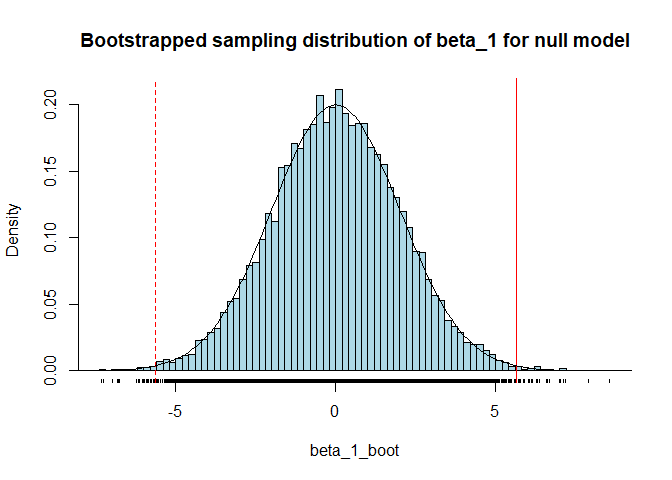 Bootstrapped sampling distribution of beta_1 for null model
Density
0.20
0.15
0.10
0.05
0.00
-5
0
5
beta_1_boot